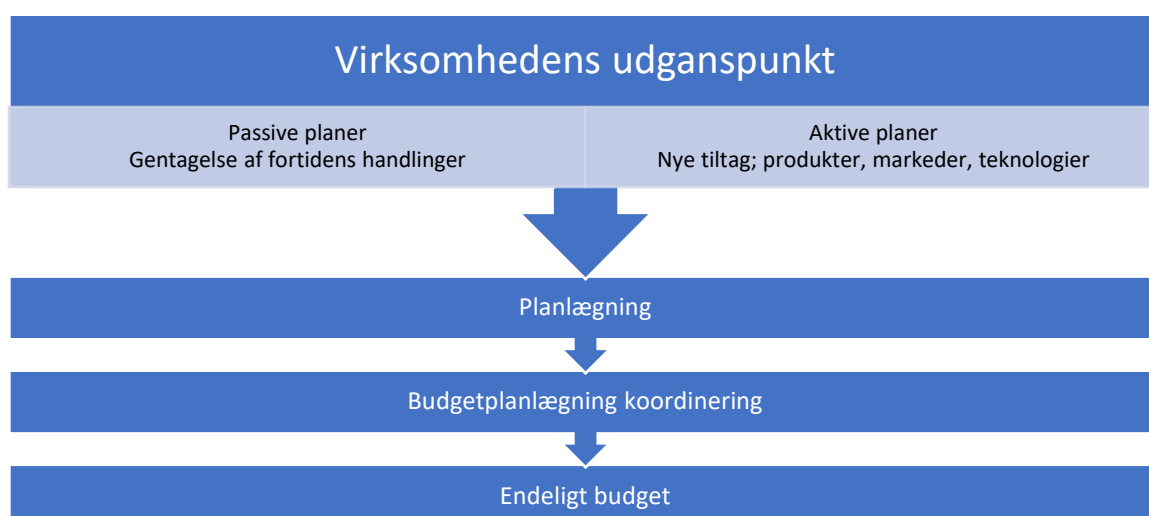 Virksomhedens udganspunkt
Passive planer
Gentagelse af fortidens handlinger
Aktive planer
Nye tiltag; produkter, markeder, teknologier
Planlægning
Budgetplanlægning koordinering
Endeligt budget